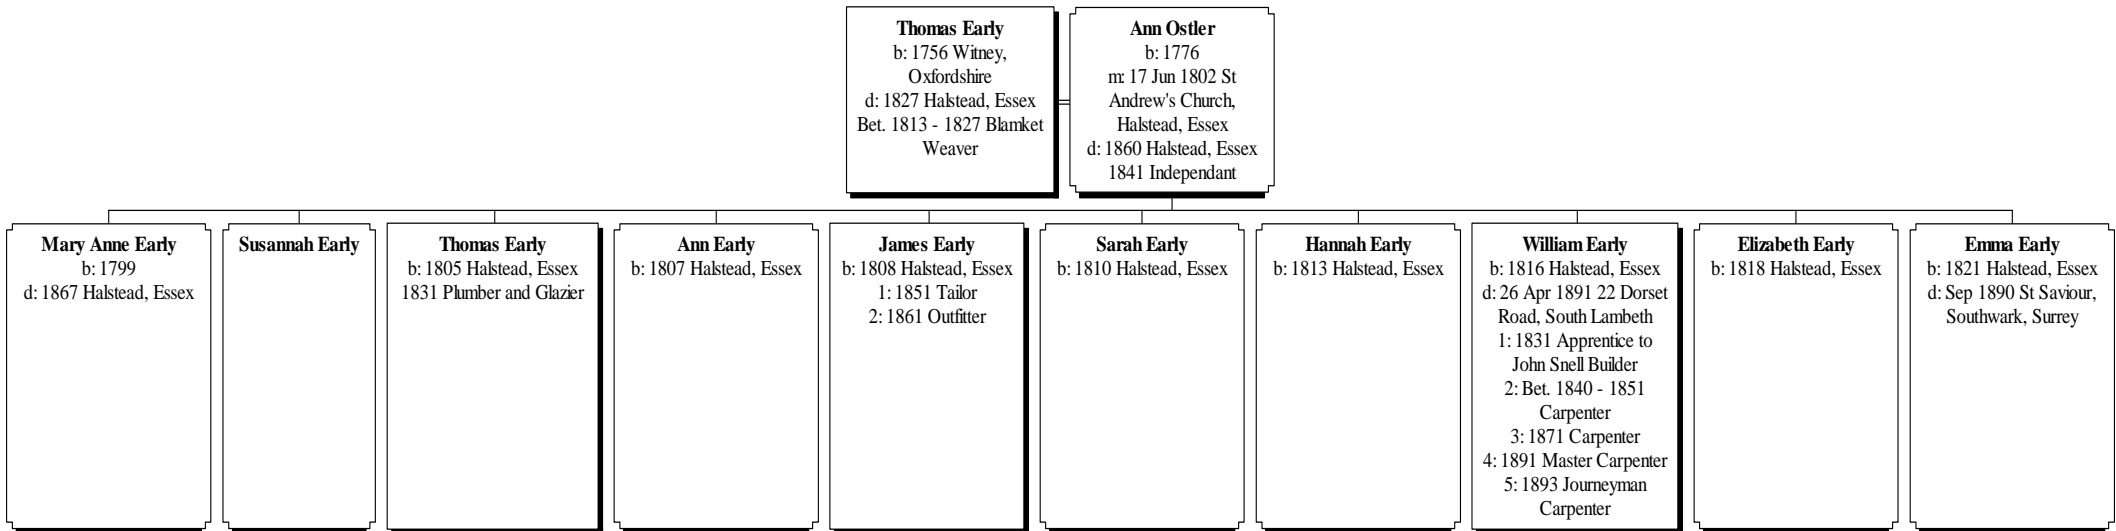 Thomas Early
b: 1756 Witney,
Oxfordshire
d: 1827 Halstead, Essex
Bet. 1813 - 1827 Blamket
Weaver
Ann Ostler
b: 1776
m: 17 Jun 1802 St
Andrew's Church,
Halstead, Essex
d: 1860 Halstead, Essex
1841 Independant
Mary Anne Early
b: 1799
d: 1867 Halstead, Essex
Susannah Early
Thomas Early
b: 1805 Halstead, Essex
1831 Plumber and Glazier
Ann Early
b: 1807 Halstead, Essex
James Early
b: 1808 Halstead, Essex
1: 1851 Tailor
2: 1861 Outfitter
Sarah Early
b: 1810 Halstead, Essex
Hannah Early
b: 1813 Halstead, Essex
William Early
b: 1816 Halstead, Essex
d: 26 Apr 1891 22 Dorset
Road, South Lambeth
1: 1831 Apprentice to
John Snell Builder
2: Bet. 1840 - 1851
Carpenter
3: 1871 Carpenter
4: 1891 Master Carpenter
5: 1893 Journeyman
Carpenter
Elizabeth Early
b: 1818 Halstead, Essex
Emma Early
b: 1821 Halstead, Essex
d: Sep 1890 St Saviour,
Southwark, Surrey